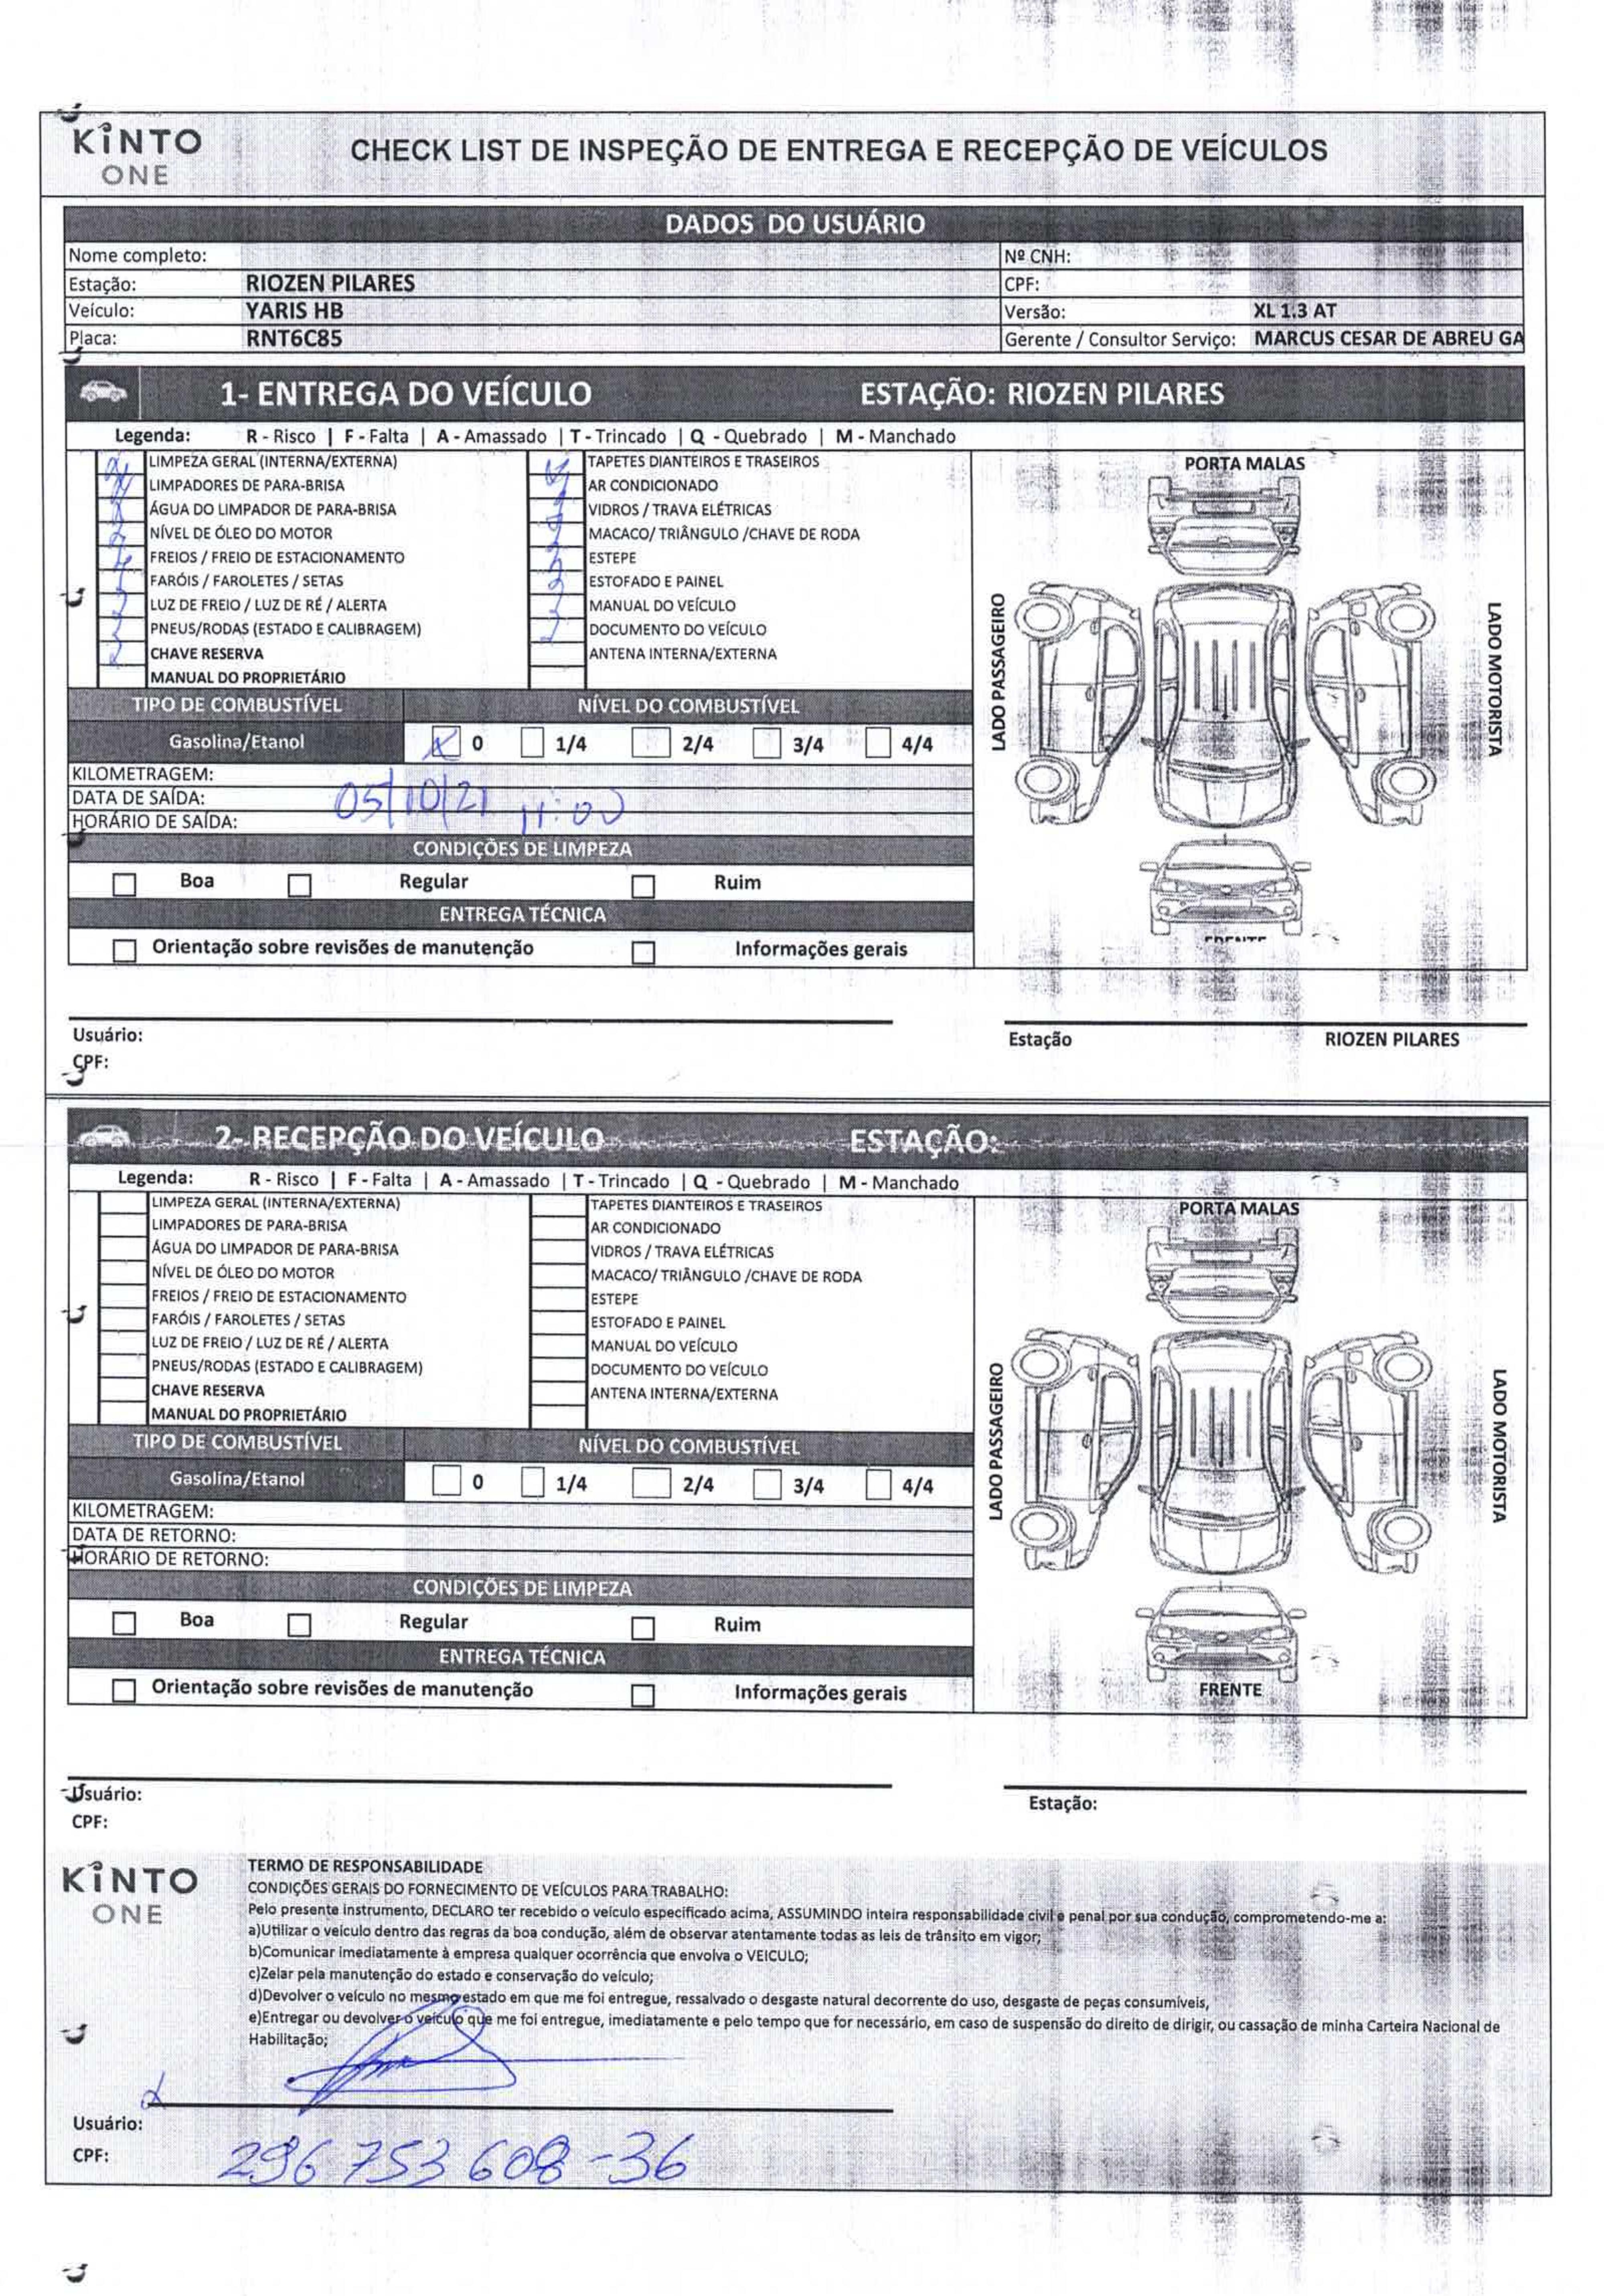 KINTO
ONE
CHECK LIST DE INSPEÇÃO DE ENTREGA E RECEPÇÃO DE VEÍCULOS
DADOS DO USUÁRIO
Nome completo: Nº CNH:
Estação: RIOZEN PILARES CPF:
Veículo: YARIS HB Versão: XL 1.3 AT
Placa: RNT6C85 Gerente / Consultor Serviço: MARCUS CESAR DE ABREU GA
1- ENTREGA DO VEÍCULO ESTAÇÃO: RIOZEN PILARES
Legenda: R - Risco | F - Falta | A - Amassado | T - Trincado | Q - Quebrado | M - Manchado
LIMPEZA GERAL (INTERNA/EXTERNA) TAPETES DIANTEIROS E TRASEIROS
LIMPADORES DE PARA-BRISA AR CONDICIONADO
ÁGUA DO LIMPADOR DE PARA-BRISA VIDROS / TRAVA ELÉTRICAS
NÍVEL DE ÓLEO DO MOTOR MACACO/ TRIÂNGULO /CHAVE DE RODA
FREIOS / FREIO DE ESTACIONAMENTO ESTEPE
FARÓIS / FAROLETES / SETAS ESTOFADO E PAINEL
LUZ DE FREIO / LUZ DE RÉ / ALERTA MANUAL DO VEÍCULO
PNEUS/RODAS (ESTADO E CALIBRAGEM) DOCUMENTO DO VEÍCULO
CHAVE RESERVA ANTENA INTERNA/EXTERNA
MANUAL DO PROPRIETÁRIO
PORTA MALAS
LADO PASSAGEIRO
LADO MOTORISTA
FRENTE
TIPO DE COMBUSTÍVEL NÍVEL DO COMBUSTÍVEL
Gasolina/Etanol X 0 1/4 2/4 3/4 4/4
KILOMETRAGEM:
DATA DE SAÍDA: 05/10/21
HORÁRIO DE SAÍDA: 11:00
CONDIÇÕES DE LIMPEZA
Boa Regular Ruim
ENTREGA TÉCNICA
Orientação sobre revisões de manutenção Informações gerais
Usuário: Estação RIOZEN PILARES
CPF:
2- RECEPÇÃO DO VEÍCULO ESTAÇÃO:
Legenda: R - Risco | F - Falta | A - Amassado | T - Trincado | Q - Quebrado | M - Manchado
LIMPEZA GERAL (INTERNA/EXTERNA) TAPETES DIANTEIROS E TRASEIROS
LIMPADORES DE PARA-BRISA AR CONDICIONADO
ÁGUA DO LIMPADOR DE PARA-BRISA VIDROS / TRAVA ELÉTRICAS
NÍVEL DE ÓLEO DO MOTOR MACACO/ TRIÂNGULO /CHAVE DE RODA
FREIOS / FREIO DE ESTACIONAMENTO ESTEPE
FARÓIS / FAROLETES / SETAS ESTOFADO E PAINEL
LUZ DE FREIO / LUZ DE RÉ / ALERTA MANUAL DO VEÍCULO
PNEUS/RODAS (ESTADO E CALIBRAGEM) DOCUMENTO DO VEÍCULO
CHAVE RESERVA ANTENA INTERNA/EXTERNA
MANUAL DO PROPRIETÁRIO
PORTA MALAS
LADO PASSAGEIRO
LADO MOTORISTA
FRENTE
TIPO DE COMBUSTÍVEL NÍVEL DO COMBUSTÍVEL
Gasolina/Etanol 0 1/4 2/4 3/4 4/4
KILOMETRAGEM:
DATA DE RETORNO:
HORÁRIO DE RETORNO:
CONDIÇÕES DE LIMPEZA
Boa Regular Ruim
ENTREGA TÉCNICA
Orientação sobre revisões de manutenção Informações gerais
Usuário: Estação:
CPF:
KINTO
ONE
TERMO DE RESPONSABILIDADE
CONDIÇÕES GERAIS DO FORNECIMENTO DE VEÍCULOS PARA TRABALHO:
Pelo presente instrumento, DECLARO ter recebido o veículo especificado acima, ASSUMINDO inteira responsabilidade civil e penal por sua condução, comprometendo-me a:
a)Utilizar o veículo dentro das regras da boa condução, além de observar atentamente todas as leis de trânsito em vigor;
b)Comunicar imediatamente à empresa qualquer ocorrência que envolva o VEICULO;
c)Zelar pela manutenção do estado e conservação do veículo;
d)Devolver o veículo no mesmo estado em que me foi entregue, ressalvado o desgaste natural decorrente do uso, desgaste de peças consumíveis,
e)Entregar ou devolver o veículo que me foi entregue, imediatamente e pelo tempo que for necessário, em caso de suspensão do direito de dirigir, ou cassação de minha Carteira Nacional de
Habilitação;
Usuário:
CPF: 296 753 608-36